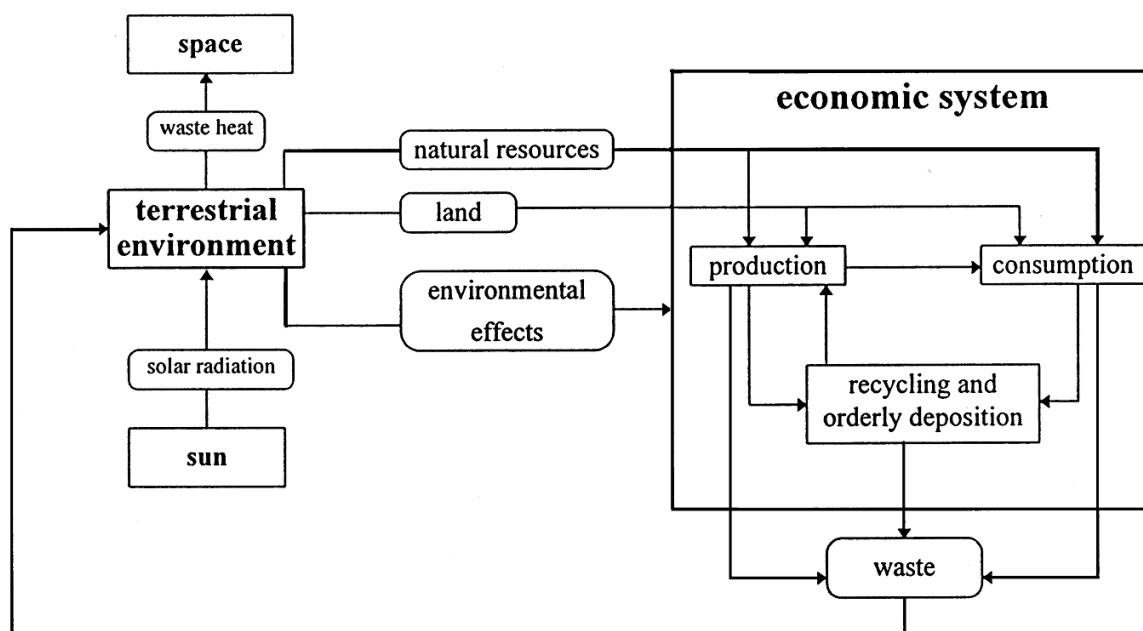 space
economic system
waste heat
natural resources
land
terrestrial
environment
production
consumption
environmental
effects
solar radiation
recycling and
orderly deposition
sun
waste